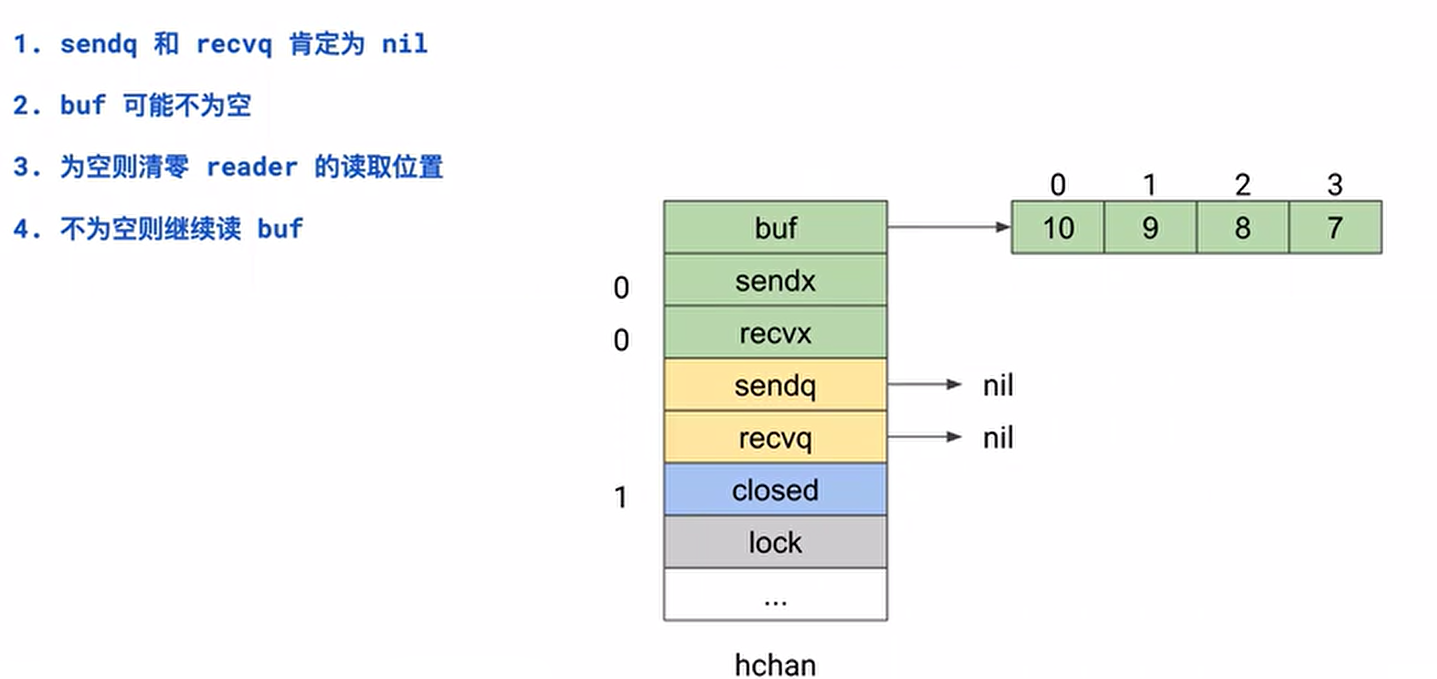 1. sendq 和 recvq 肯定为 nil
2. buf 可能不为空
3. 为空则清零 reader 的读取位置
4. 不为空则继续读 buf
0 1 2 3
buf
10 9 8 7
0
sendx
0
recvx
sendq
nil
recvq
nil
1
closed
lock
...
hchan